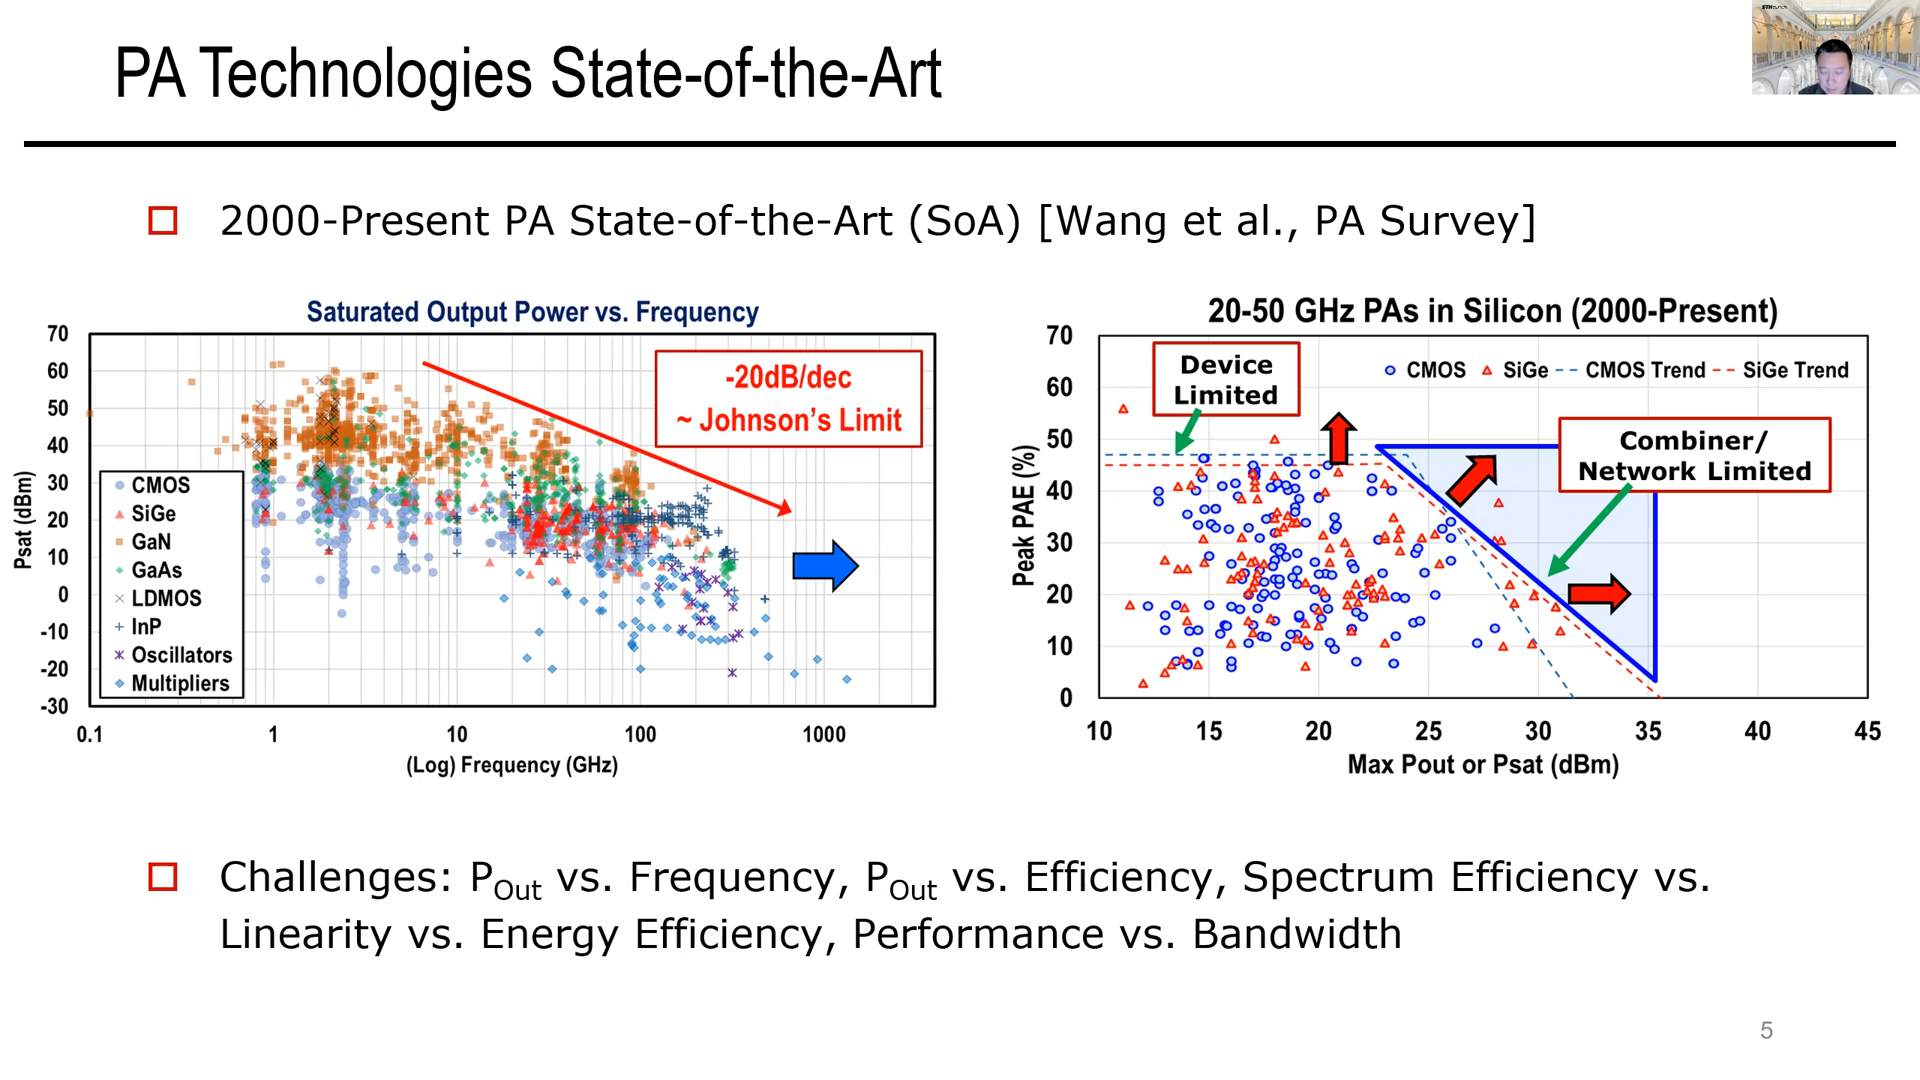 PA Technologies State-of-the-Art
ETH zürich
2000-Present PA State-of-the-Art (SoA) [Wang et al., PA Survey]
Saturated Output Power vs. Frequency
-20dB/dec
~ Johnson's Limit
Psat (dBm)
70
60
50
40
30
20
10
0
-10
-20
-30
CMOS
SiGe
GaN
GaAs
LDMOS
InP
Oscillators
Multipliers
0.1 1 10 100 1000
(Log) Frequency (GHz)
20-50 GHz PAs in Silicon (2000-Present)
Device
Limited
CMOS SiGe CMOS Trend SiGe Trend
Combiner/
Network Limited
Peak PAE (%)
70
60
50
40
30
20
10
0
10 15 20 25 30 35 40 45
Max Pout or Psat (dBm)
Challenges: POut vs. Frequency, POut vs. Efficiency, Spectrum Efficiency vs.
Linearity vs. Energy Efficiency, Performance vs. Bandwidth
5